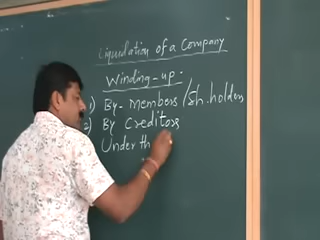 Liquidation of a Company
Winding-up.
1) By - Members / Sh. holders
2) By Creditors
Under th